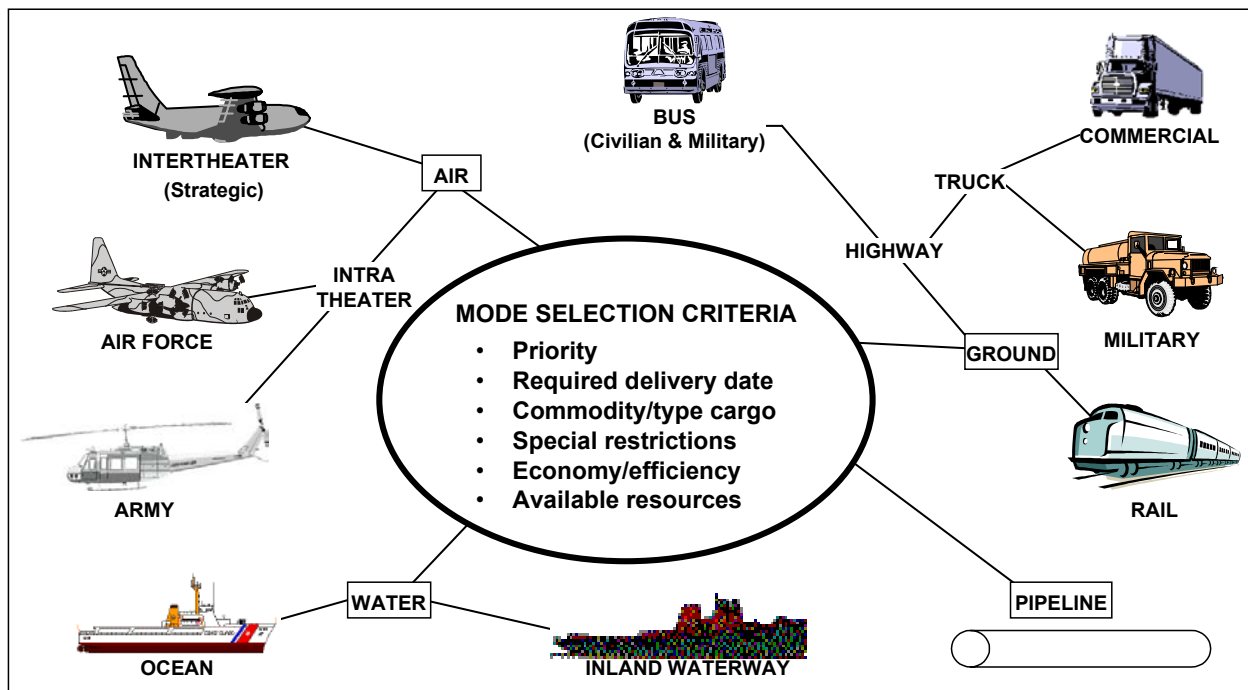 INTERTHEATER
(Strategic)
AIR
BUS
(Civilian & Military)
COMMERCIAL
TRUCK
HIGHWAY
INTRA
THEATER
AIR FORCE
MILITARY
GROUND
MODE SELECTION CRITERIA
• Priority
• Required delivery date
• Commodity/type cargo
• Special restrictions
• Economy/efficiency
• Available resources
ARMY
RAIL
WATER
PIPELINE
OCEAN
INLAND WATERWAY